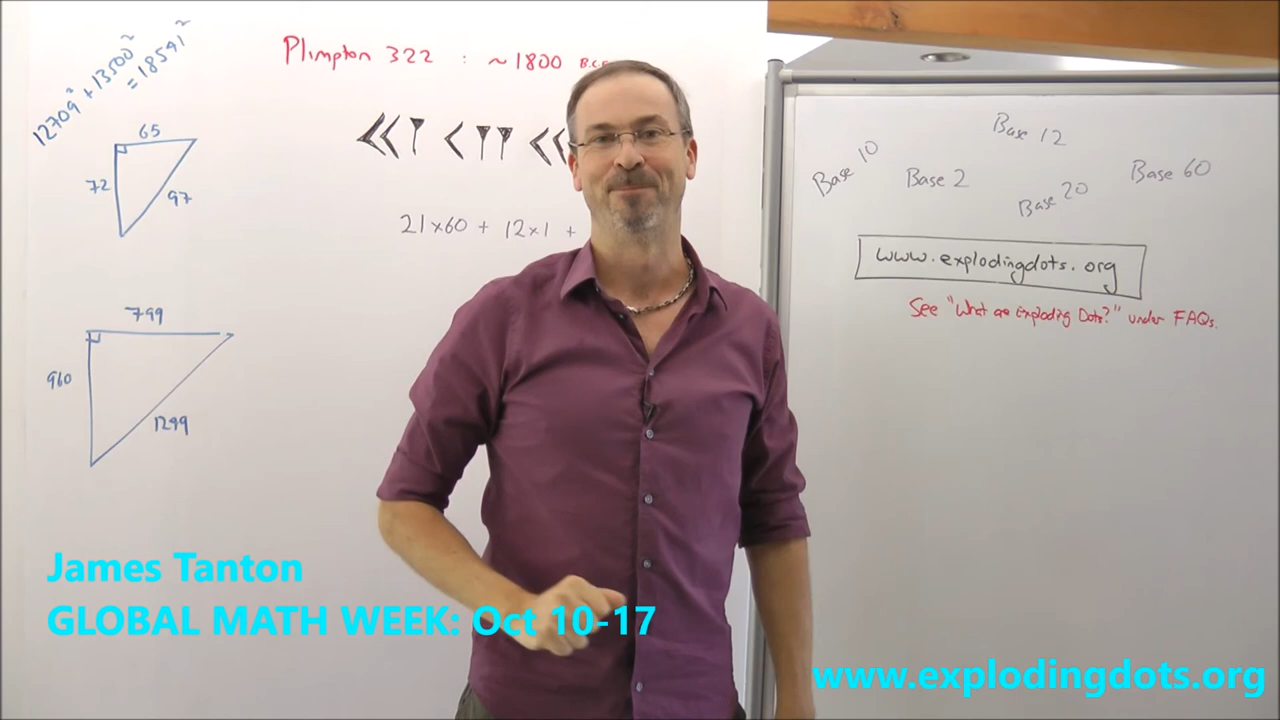 12709² + 13500²
= 18541²
65
72
97
799
960
1299
Plimpton 322 : ~1800 B.C.E
21×60 + 12×1 +
Base 10
Base 2
Base 12
Base 20
Base 60
www.explodingdots.org
See "What are Exploding Dots?" under FAQs.
James Tanton
GLOBAL MATH WEEK: Oct 10-17
www.explodingdots.org